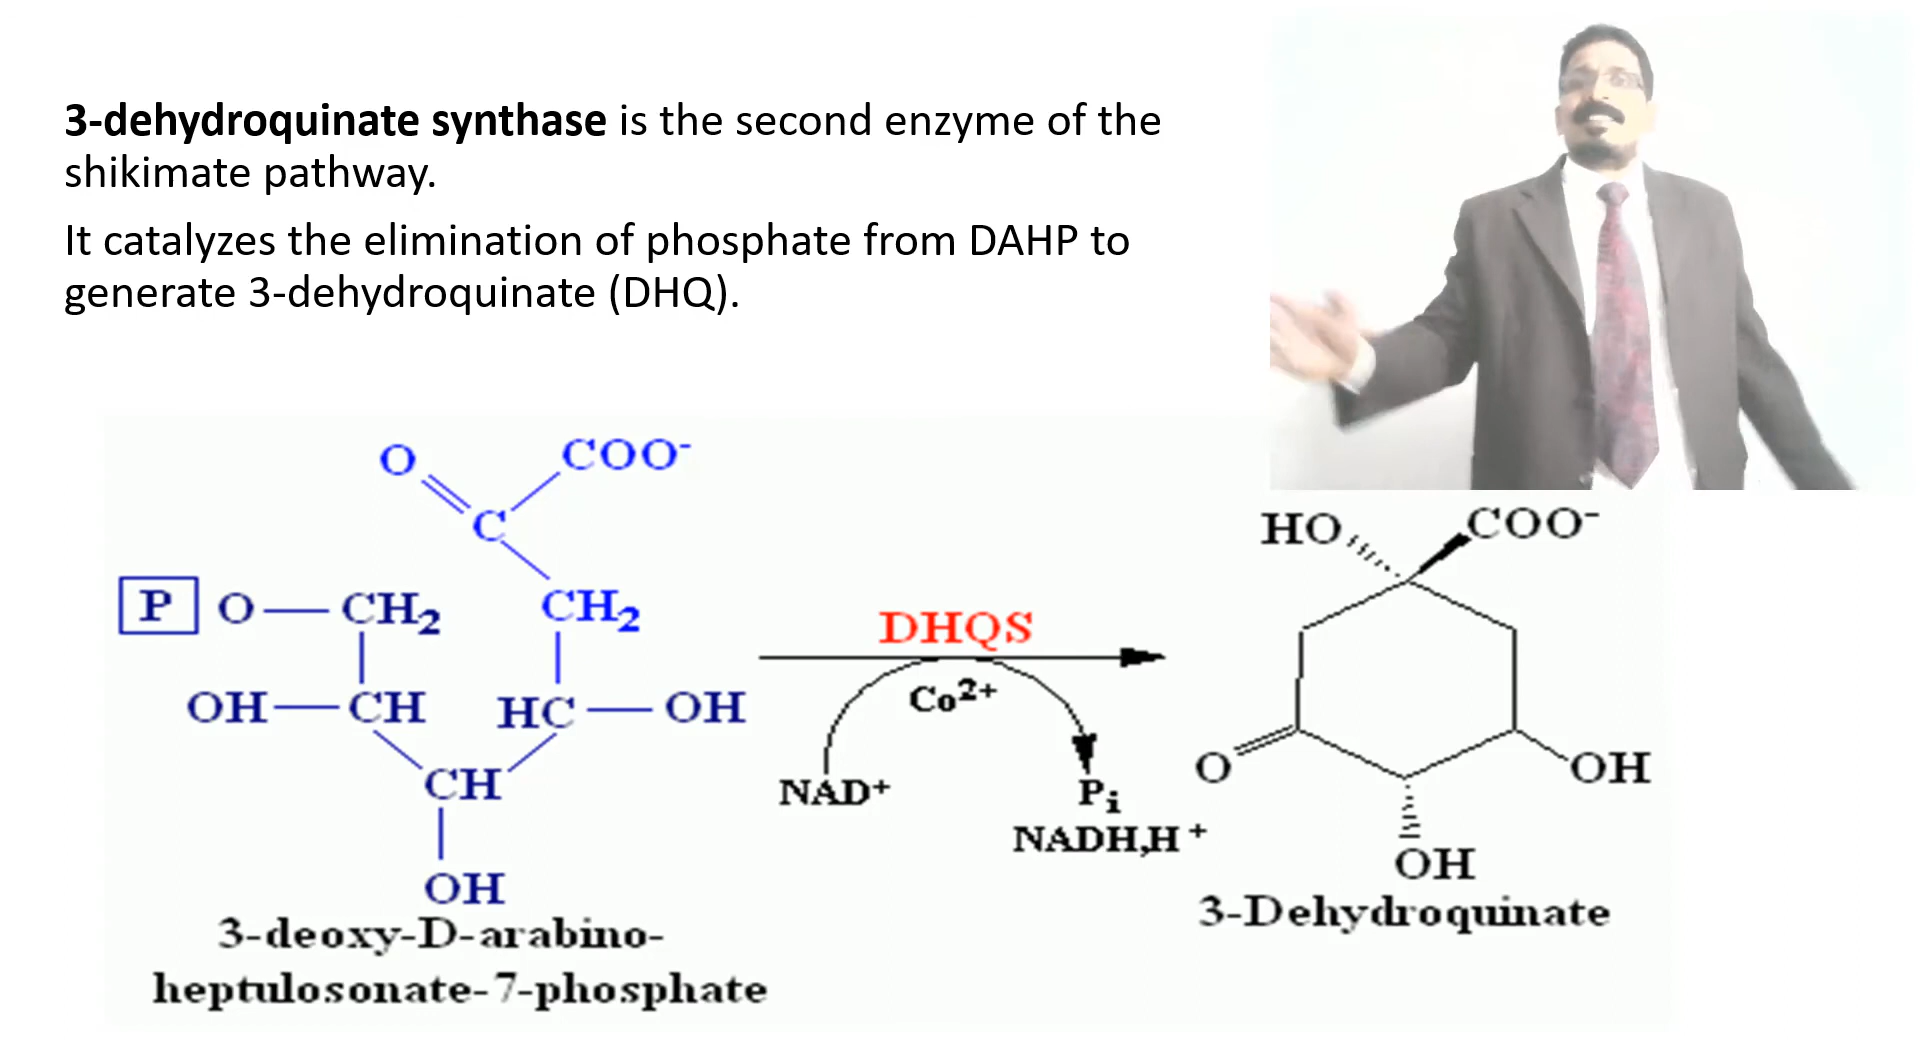 3-dehydroquinate synthase is the second enzyme of the
shikimate pathway.
It catalyzes the elimination of phosphate from DAHP to
generate 3-dehydroquinate (DHQ).
O COO⁻
C
P O CH₂ CH₂
OH CH HC OH
CH
OH
3-deoxy-D-arabino-
heptulosonate-7-phosphate
DHQS
Co²⁺
NAD⁺ Pi
NADH,H⁺
HO COO⁻
O OH
OH
3-Dehydroquinate